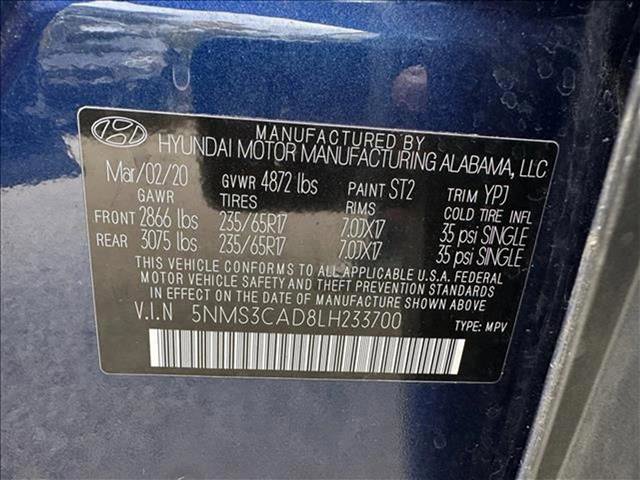 MANUFACTURED BY
HYUNDAI MOTOR MANUFACTURING ALABAMA, LLC
Mar/02/20 GVWR 4872 lbs PAINT ST2 TRIM YPJ
GAWR TIRES RIMS COLD TIRE INFL
FRONT 2866 lbs 235/65R17 7.0JX17 35 psi SINGLE
REAR 3075 lbs 235/65R17 7.0JX17 35 psi SINGLE
THIS VEHICLE CONFORMS TO ALL APPLICABLE U.S.A. FEDERAL
MOTOR VEHICLE SAFETY AND THEFT PREVENTION STANDARDS
IN EFFECT ON THE DATE OF MANUFACTURE SHOWN ABOVE.
V.I.N 5NMS3CAD8LH233700 TYPE: MPV